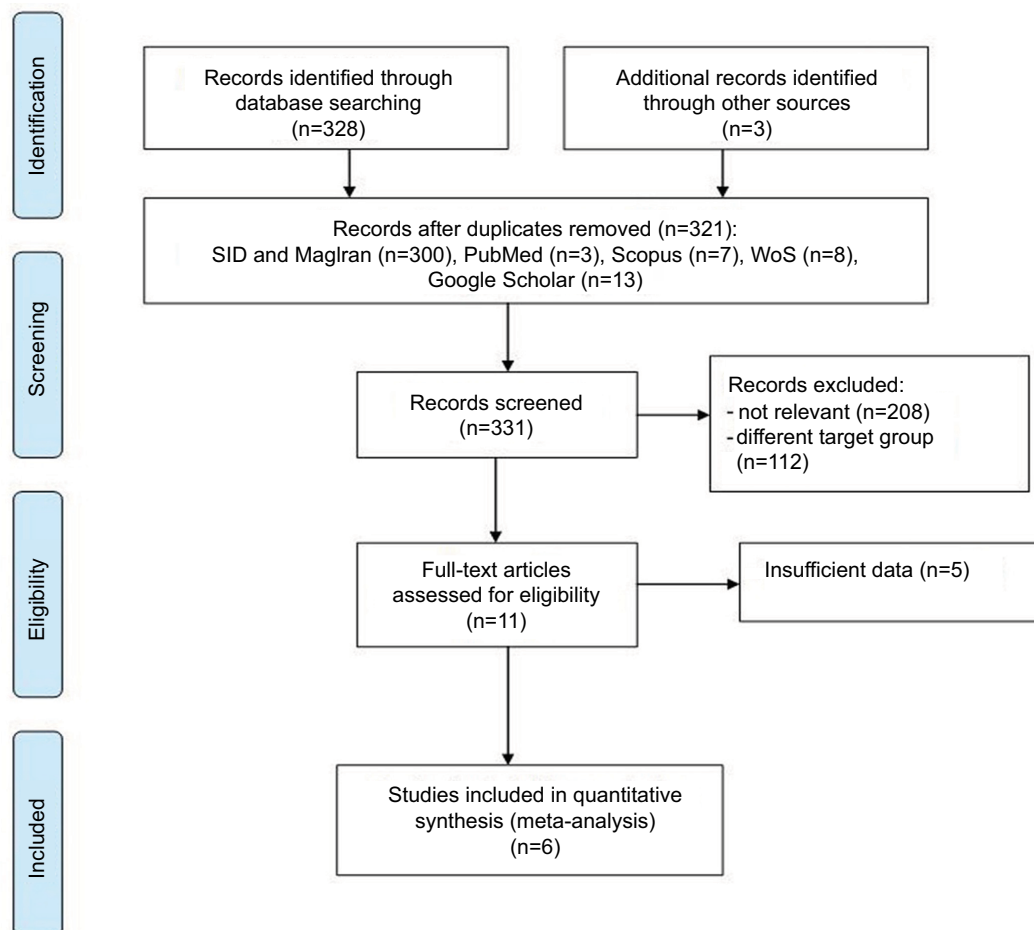 Identification
Records identified through
database searching
(n=328)
Additional records identified
through other sources
(n=3)
Records after duplicates removed (n=321):
SID and MagIran (n=300), PubMed (n=3), Scopus (n=7), WoS (n=8),
Google Scholar (n=13)
Screening
Records screened
(n=331)
Records excluded:
- not relevant (n=208)
- different target group
(n=112)
Eligibility
Full-text articles
assessed for eligibility
(n=11)
Insufficient data (n=5)
Included
Studies included in quantitative
synthesis (meta-analysis)
(n=6)